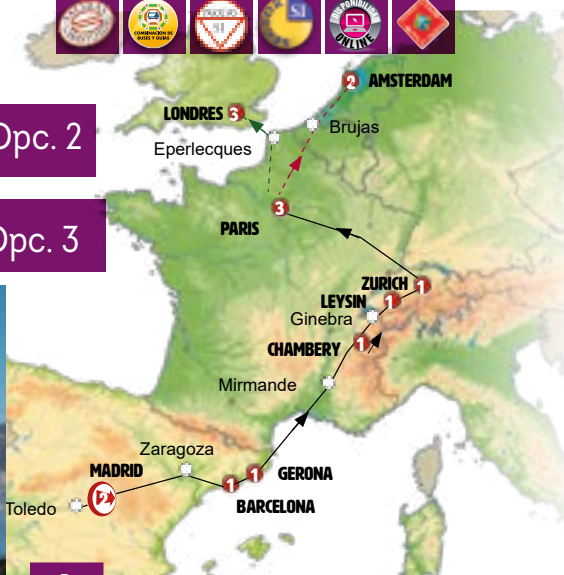 COMBINACIÓN DE
BUSES Y GUÍAS
SI
DISPONIBILIDAD
ONLINE
2 AMSTERDAM
LONDRES 3
Opc. 2
Brujas
Eperlecques
3
PARIS
Opc. 3
ZURICH 1
LEYSIN 1
Ginebra
CHAMBERY 1
Mirmande
Zaragoza
MADRID
2
1 GERONA
1
BARCELONA
Toledo